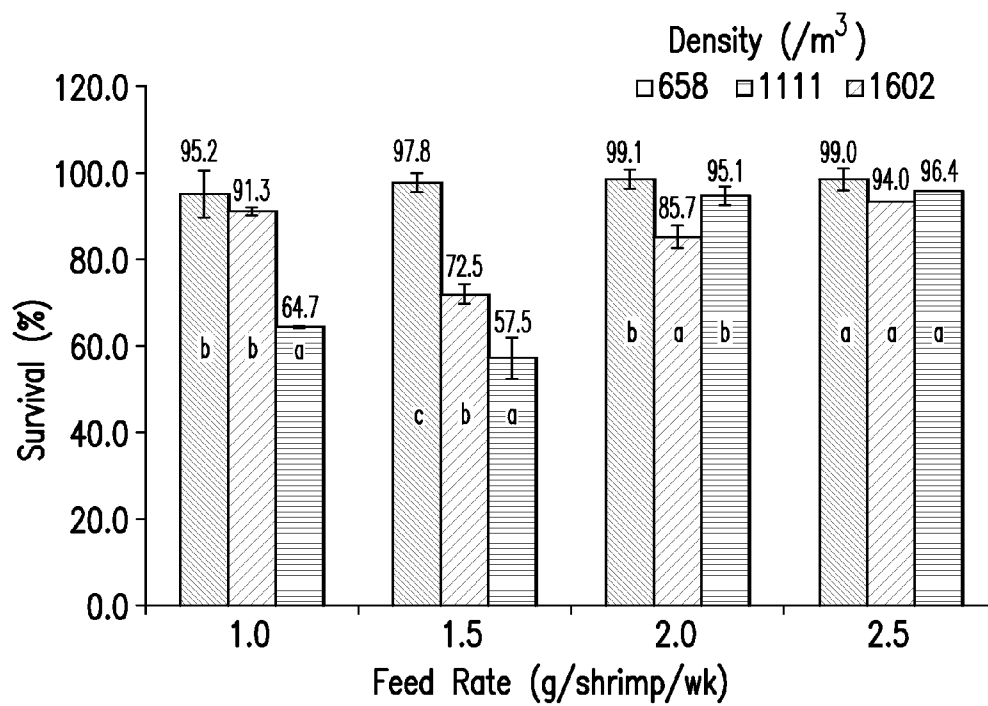 Density (/m³)
658 1111 1602
120.0
100.0
80.0
60.0
40.0
20.0
0.0
Survival (%)
95.2
91.3
64.7
97.8
72.5
57.5
99.1
85.7
95.1
99.0
94.0
96.4
b b a
c b a
b a b
a a a
1.0 1.5 2.0 2.5
Feed Rate (g/shrimp/wk)